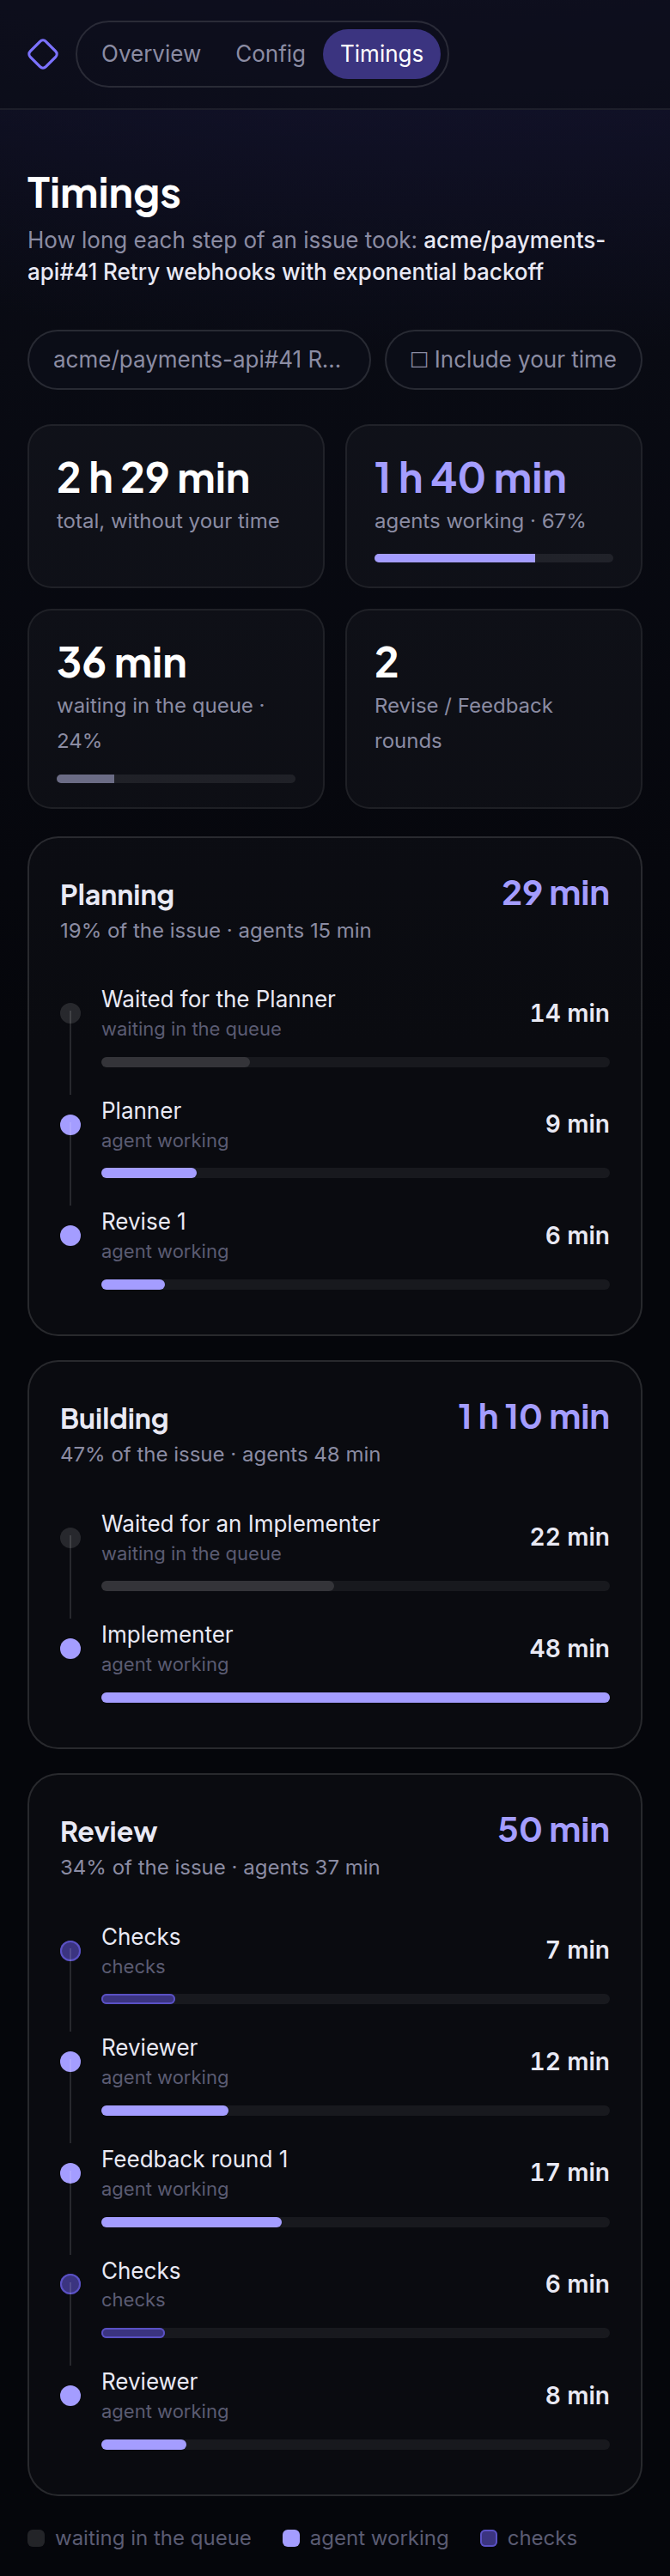 Overview Config Timings
Timings
How long each step of an issue took: acme/payments-
api#41 Retry webhooks with exponential backoff
acme/payments-api#41 R... ☐ Include your time
2 h 29 min
total, without your time
1 h 40 min
agents working · 67%
36 min
waiting in the queue ·
24%
2
Revise / Feedback
rounds
Planning 29 min
19% of the issue · agents 15 min
Waited for the Planner 14 min
waiting in the queue
Planner 9 min
agent working
Revise 1 6 min
agent working
Building 1 h 10 min
47% of the issue · agents 48 min
Waited for an Implementer 22 min
waiting in the queue
Implementer 48 min
agent working
Review 50 min
34% of the issue · agents 37 min
Checks 7 min
checks
Reviewer 12 min
agent working
Feedback round 1 17 min
agent working
Checks 6 min
checks
Reviewer 8 min
agent working
waiting in the queue agent working checks